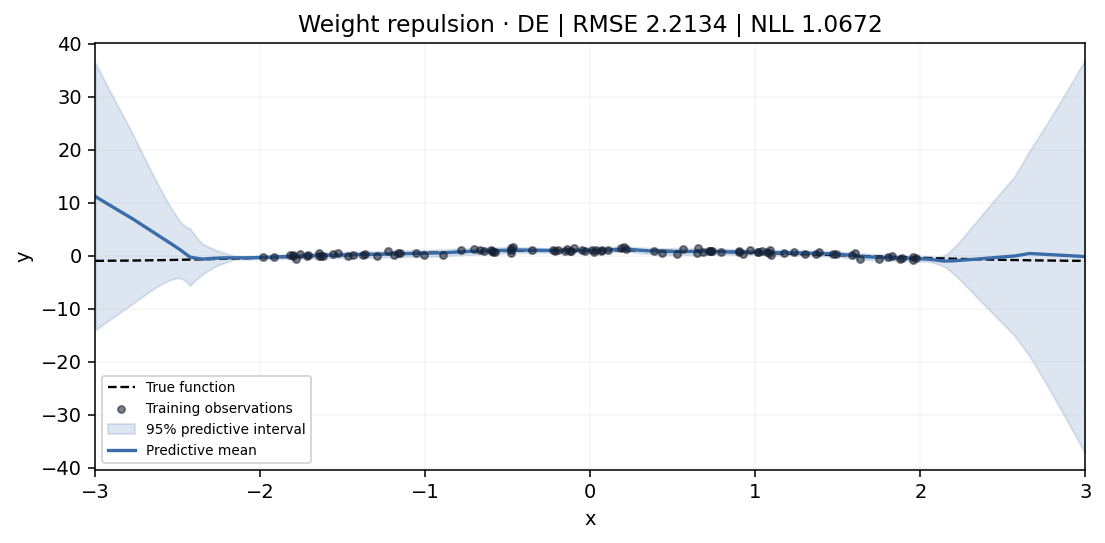 Weight repulsion · DE | RMSE 2.2134 | NLL 1.0672
40
30
20
10
0
−10
−20
−30
−40
y
True function
Training observations
95% predictive interval
Predictive mean
−3
−2
−1
0
1
2
3
x